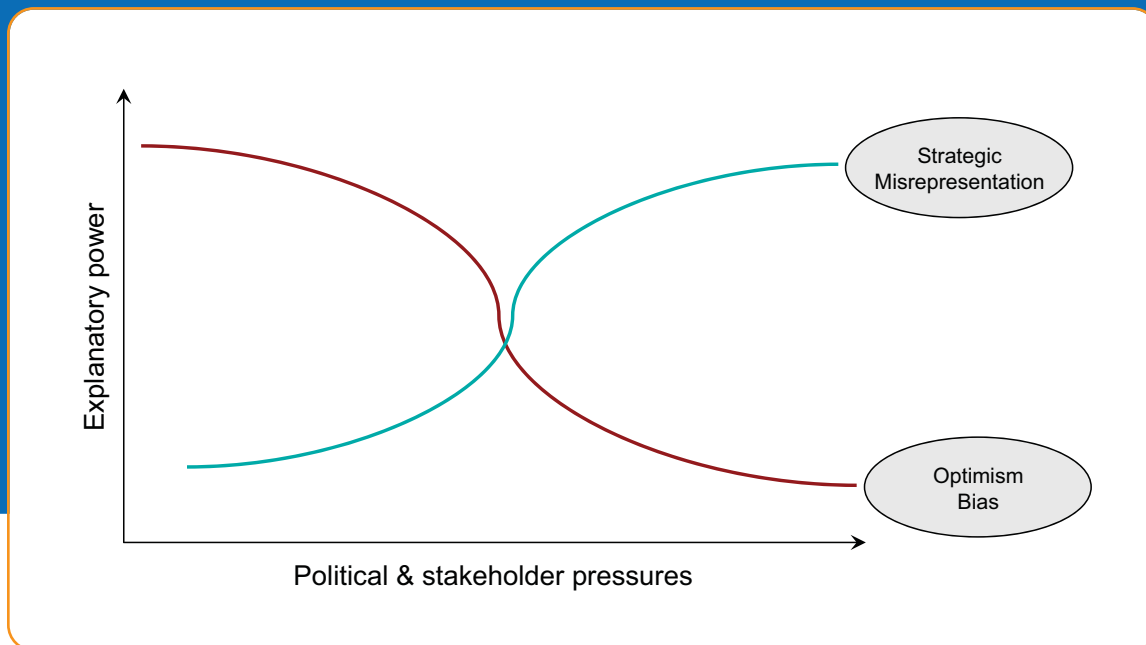 Strategic
Misrepresentation
Explanatory power
Optimism
Bias
Political & stakeholder pressures